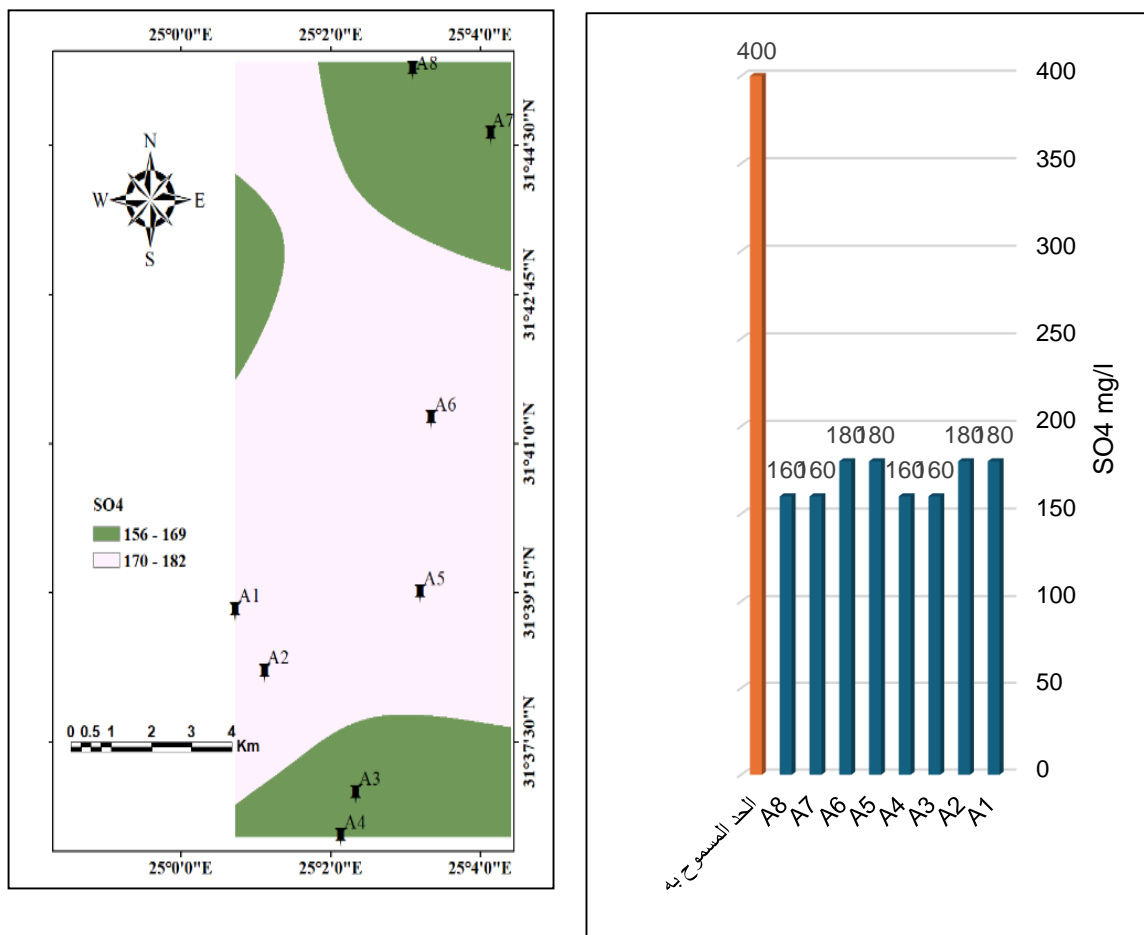 25°0'0"E 25°2'0"E 25°4'0"E
A8
A7
31°44'30"N
N
W E
S
31°42'45"N
A6
31°41'0"N
SO4
156 - 169
170 - 182
A5
31°39'15"N
A1
A2
0 0.5 1 2 3 4
Km
31°37'30"N
A3
A4
25°0'0"E 25°2'0"E 25°4'0"E
400
400
350
300
250
200
150
100
50
0
SO4 mg/l
160 160 180 180 160 160 180 180
الحد المسموح به
A8 A7 A6 A5 A4 A3 A2 A1